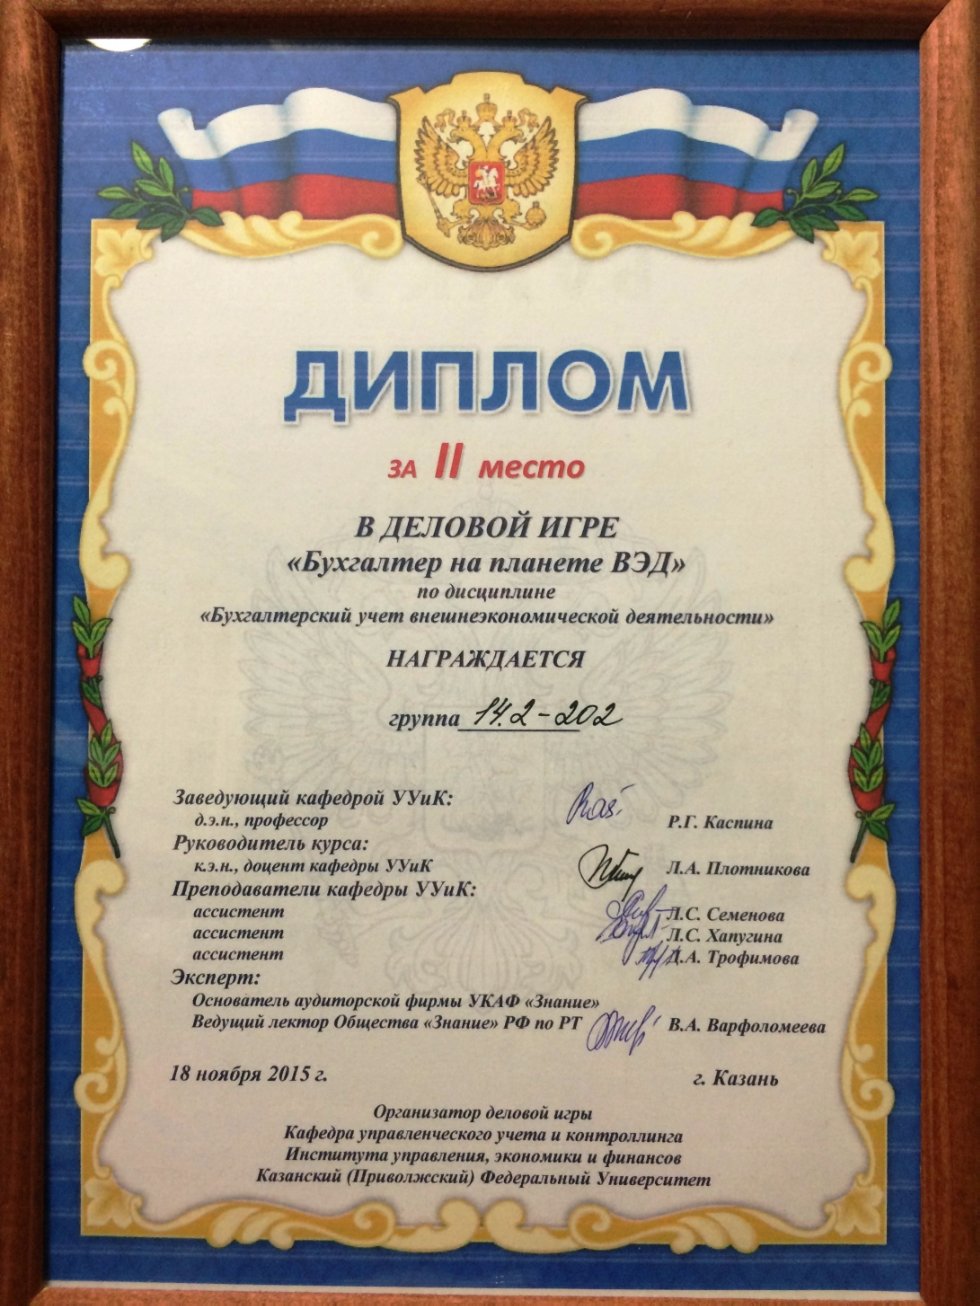 ДИПЛОМ
за II место
В ДЕЛОВОЙ ИГРЕ
«Бухгалтер на планете ВЭД»
по дисциплине
«Бухгалтерский учет внешнеэкономической деятельности»
НАГРАЖДАЕТСЯ
группа 14.2-202
Заведующий кафедрой УУиК:
д.э.н., профессор Р.Г. Каспина
Руководитель курса:
к.э.н., доцент кафедры УУиК Л.А. Плотникова
Преподаватели кафедры УУиК:
ассистент Л.С. Семенова
ассистент Л.С. Хапугина
ассистент Д.А. Трофимова
Эксперт:
Основатель аудиторской фирмы УКАФ «Знание»
Ведущий лектор Общества «Знание» РФ по РТ В.А. Варфоломеева
18 ноября 2015 г. г. Казань
Организатор деловой игры
Кафедра управленческого учета и контроллинга
Института управления, экономики и финансов
Казанский (Приволжский) Федеральный Университет